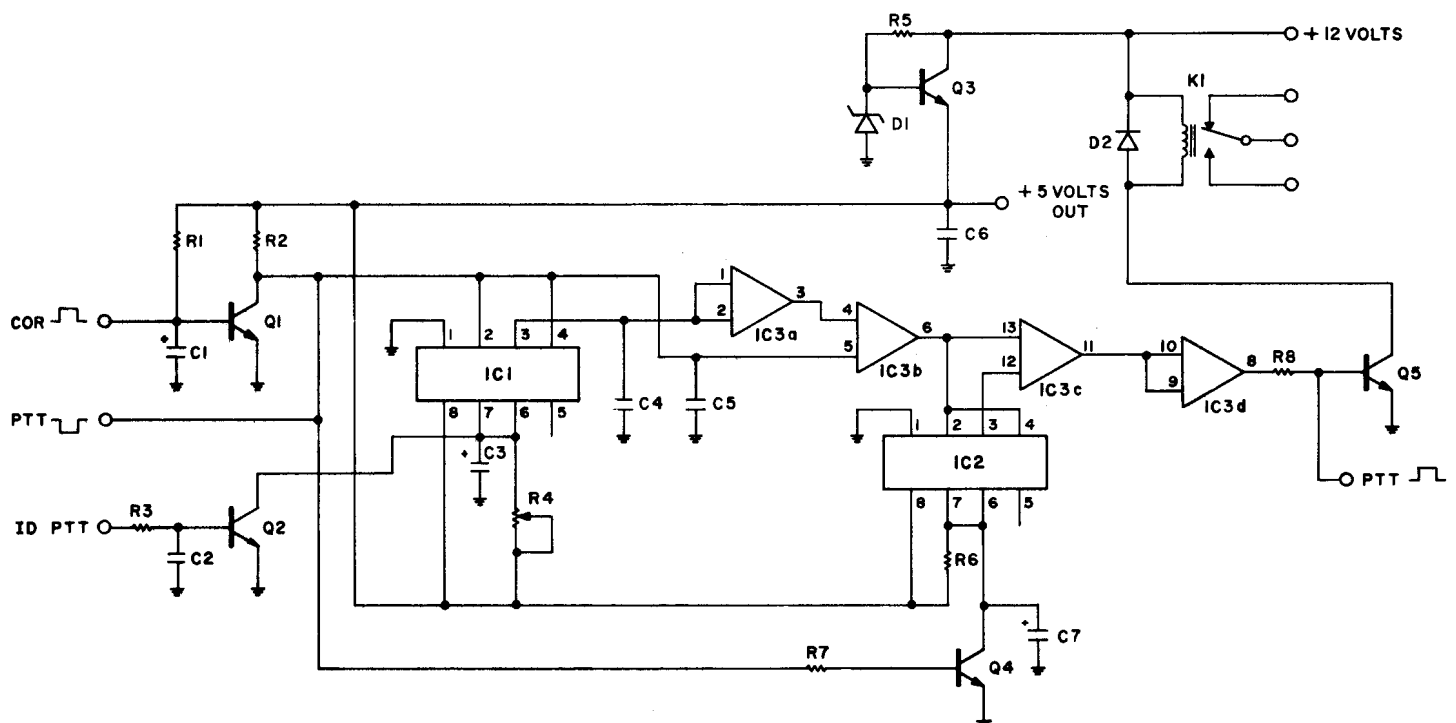 R5
+ 12 VOLTS
Q3
K1
D1
D2
+ 5 VOLTS
OUT
R1
R2
C6
COR
Q1
C1
1
2
3
4
IC1
8
7
6
5
1
2
3
IC3a
4
5
6
IC3b
13
12
11
IC3c
10
9
8
IC3d
R8
Q5
PTT
C3
C4
C5
1
2
3
4
IC2
8
7
6
5
PTT
ID PTT
R3
Q2
C2
R4
R6
R7
Q4
C7
+
+
+